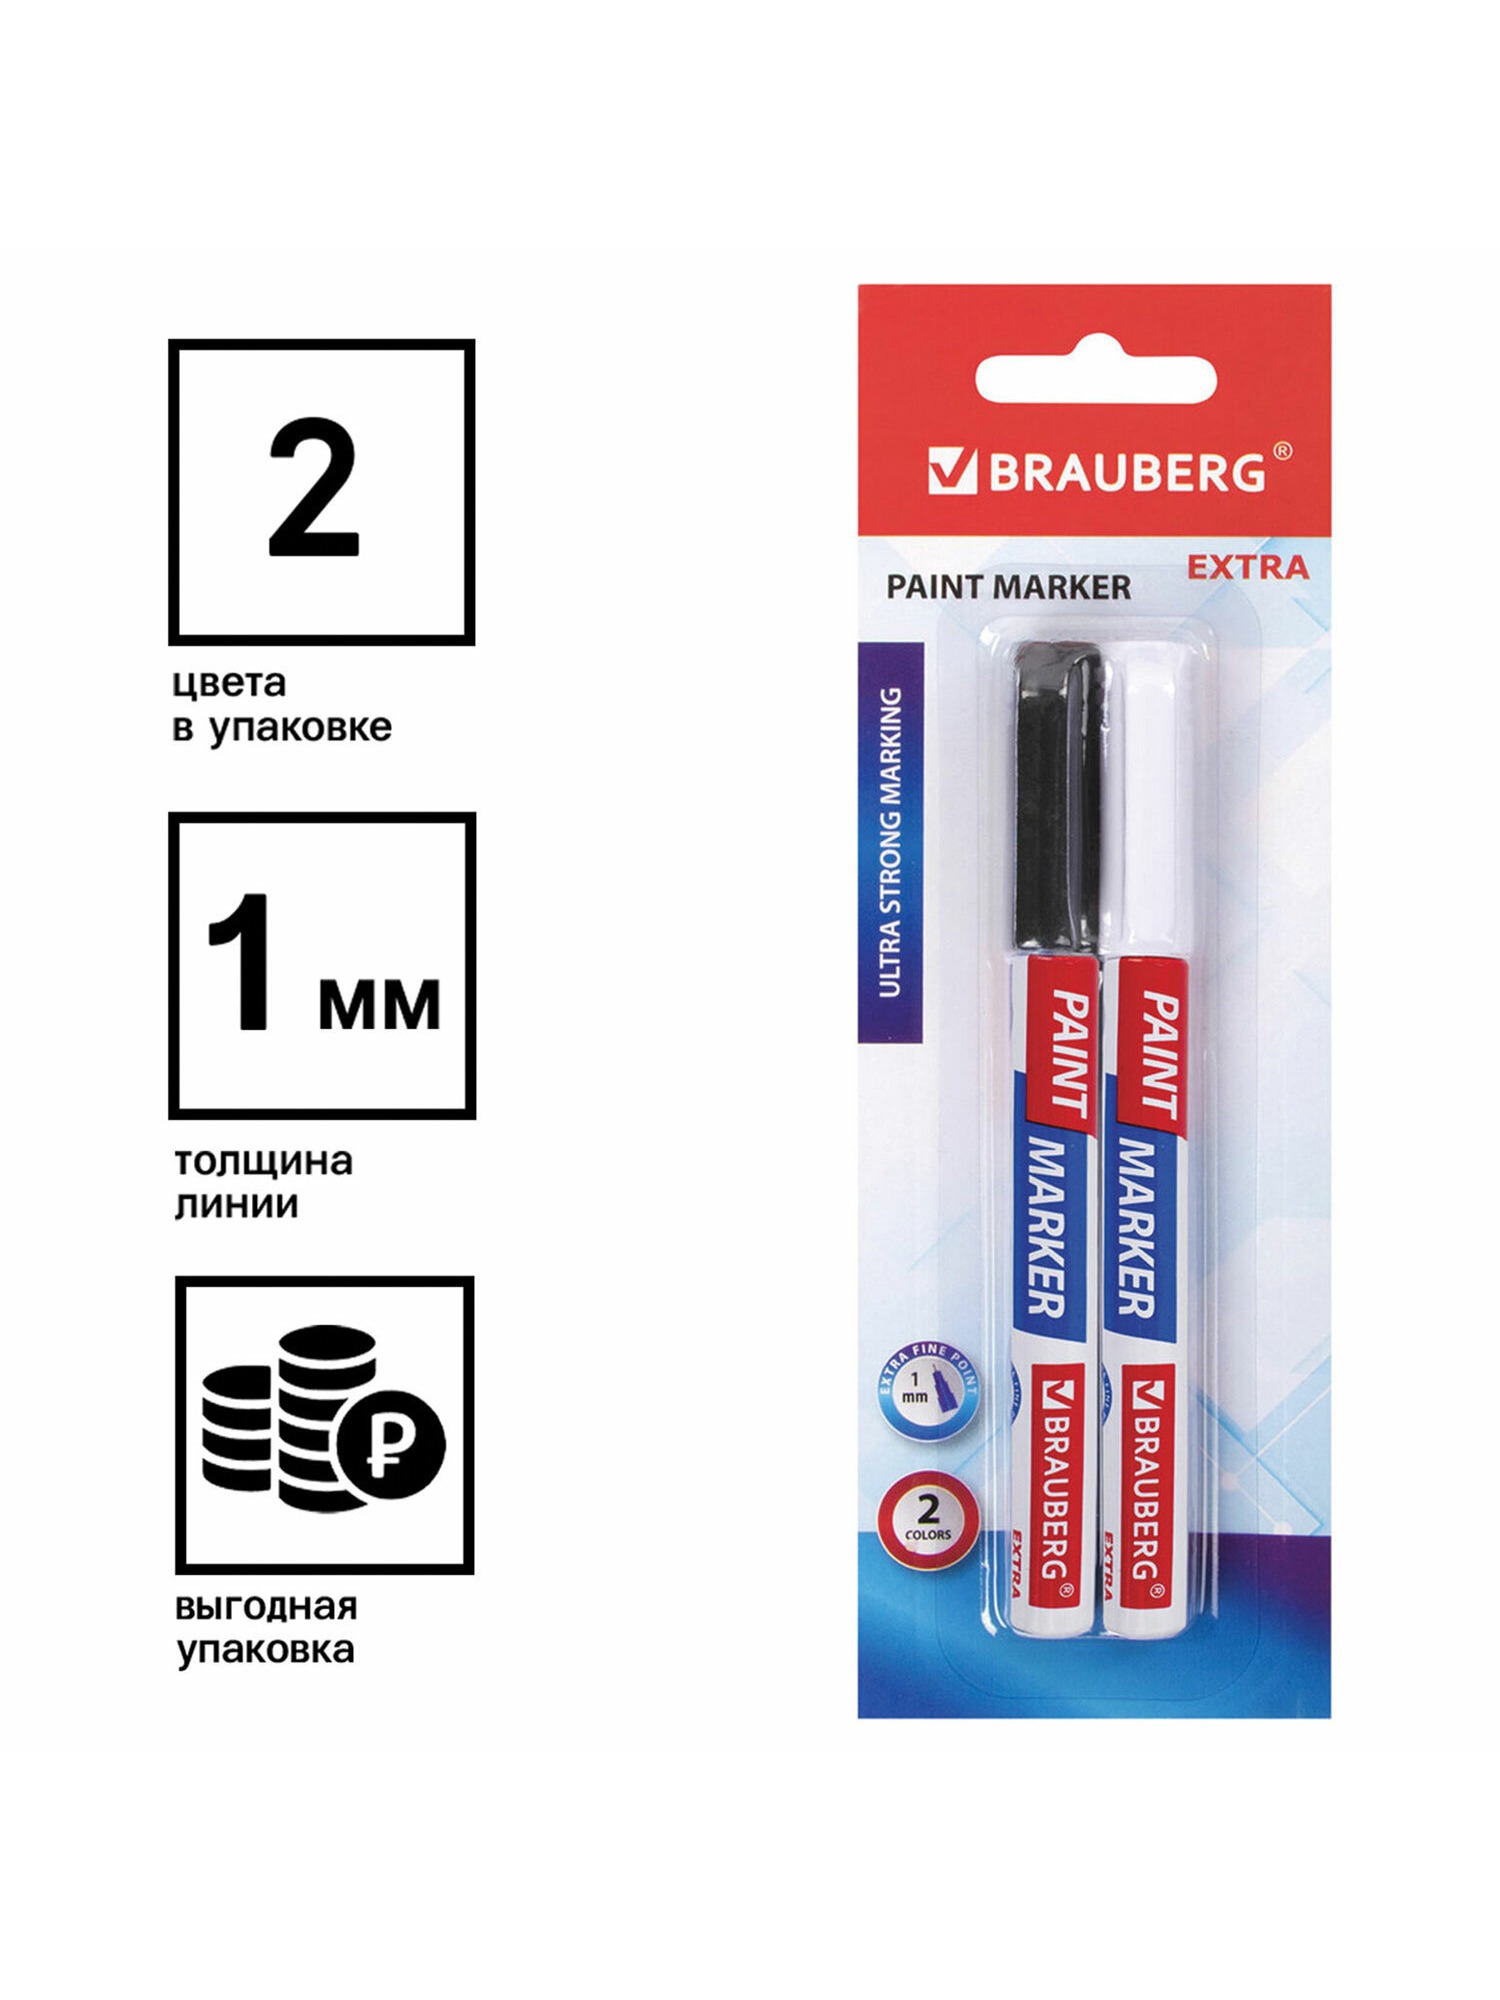 2
цвета
в упаковке
1 мм
толщина
линии
₽
выгодная
упаковка
BRAUBERG®
EXTRA
PAINT MARKER
ULTRA STRONG MARKING
PAINT MARKER
BRAUBERG®
EXTRA
PAINT MARKER
BRAUBERG®
EXTRA
EXTRA FINE POINT
1
mm
2
COLORS